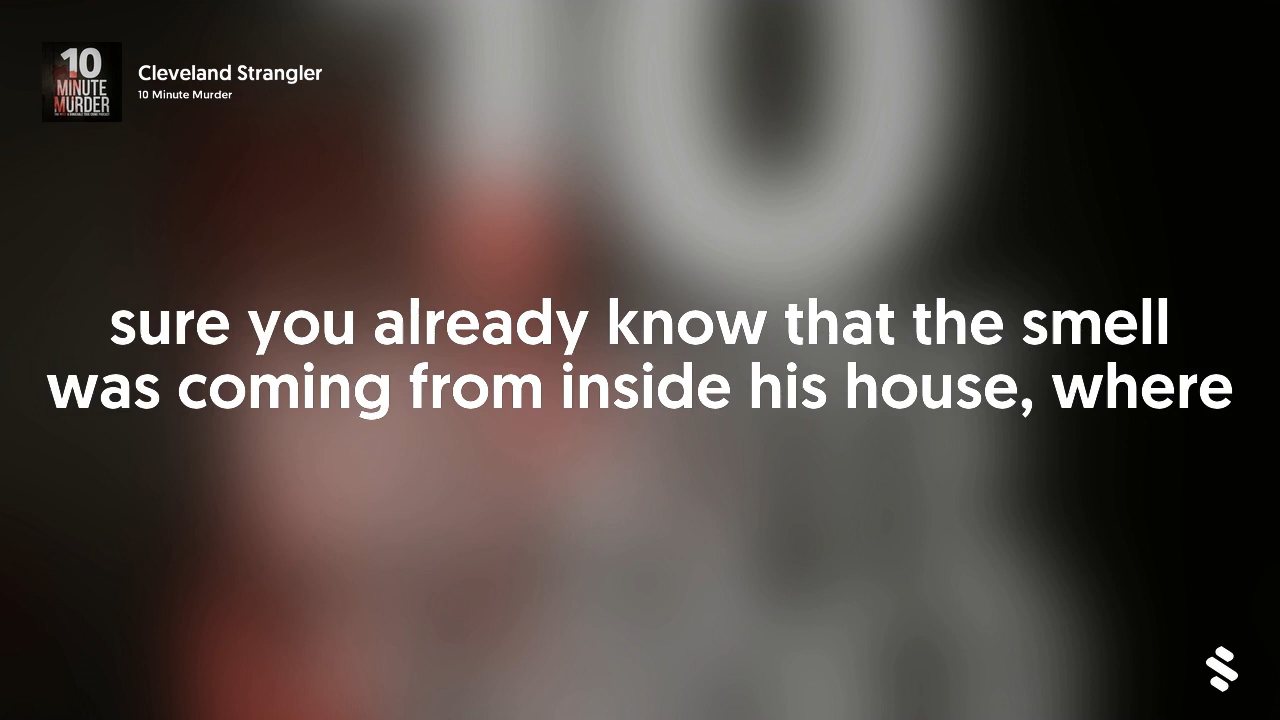 10
MINUTE
MURDER
Cleveland Strangler
10 Minute Murder
sure you already know that the smell
was coming from inside his house, where